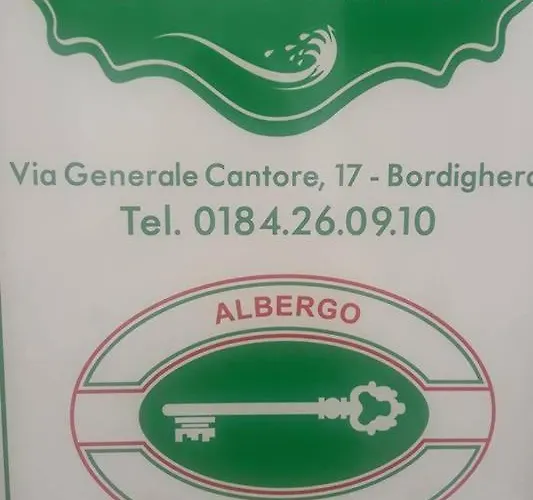 Via Generale Cantore, 17 - Bordighera
Tel. 0184.26.09.10
ALBERGO